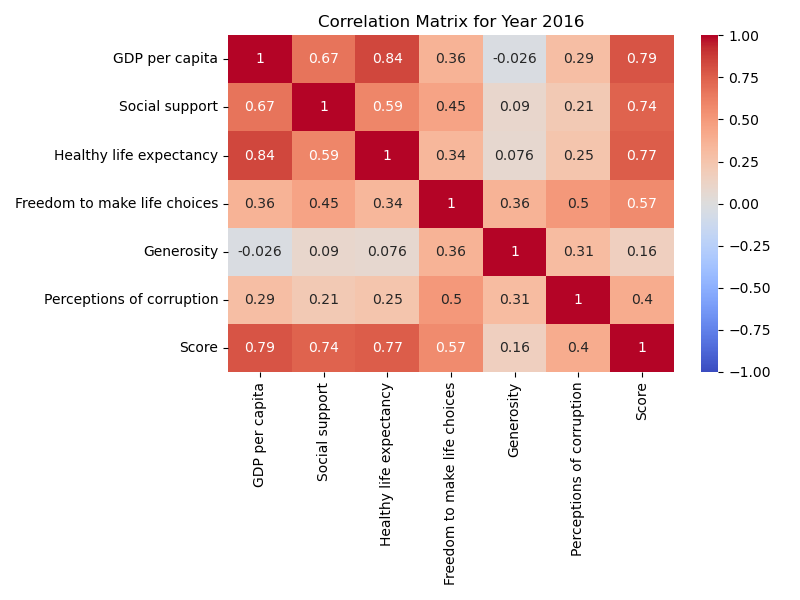 Correlation Matrix for Year 2016
GDP per capita 1 0.67 0.84 0.36 -0.026 0.29 0.79
Social support 0.67 1 0.59 0.45 0.09 0.21 0.74
Healthy life expectancy 0.84 0.59 1 0.34 0.076 0.25 0.77
Freedom to make life choices 0.36 0.45 0.34 1 0.36 0.5 0.57
Generosity -0.026 0.09 0.076 0.36 1 0.31 0.16
Perceptions of corruption 0.29 0.21 0.25 0.5 0.31 1 0.4
Score 0.79 0.74 0.77 0.57 0.16 0.4 1
GDP per capita
Social support
Healthy life expectancy
Freedom to make life choices
Generosity
Perceptions of corruption
Score
1.00
0.75
0.50
0.25
0.00
−0.25
−0.50
−0.75
−1.00